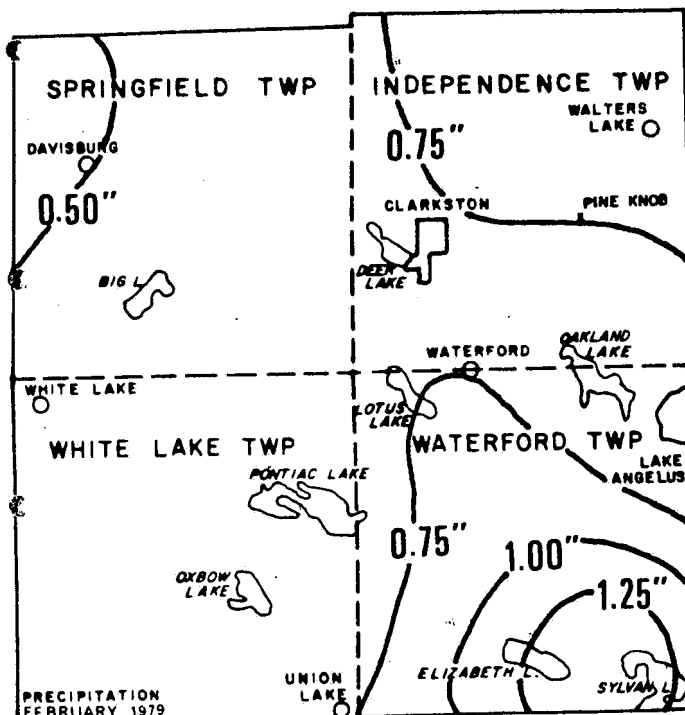 SPRINGFIELD TWP
INDEPENDENCE TWP
WALTERS
LAKE
DAVISBURG
0.75"
0.50"
CLARKSTON
PINE KNOB
DEER
LAKE
BIG L.
OAKLAND
LAKE
WATERFORD
WHITE LAKE
LOTUS
LAKE
WHITE LAKE TWP
WATERFORD TWP
PONTIAC LAKE
LAKE
ANGELUS
0.75"
1.00"
OXBOW
LAKE
1.25"
ELIZABETH L.
UNION
LAKE
SYLVAN L.
PRECIPITATION
FEBRUARY 1979